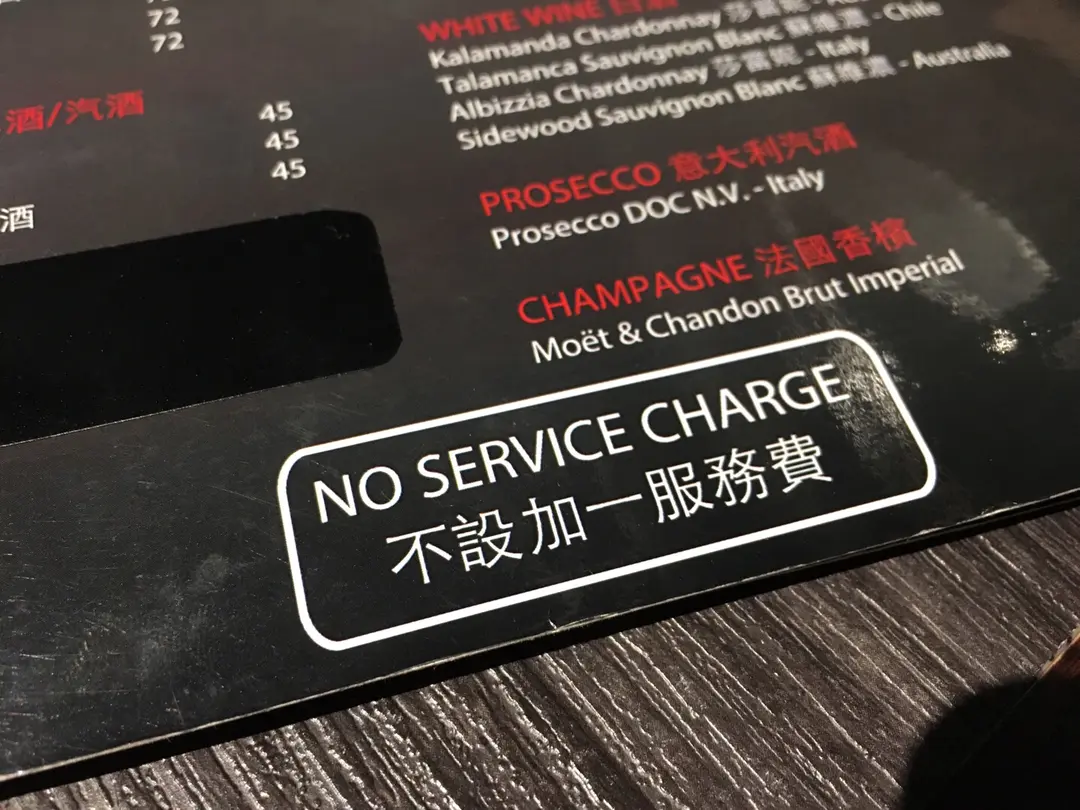 72
72
酒/汽酒
45
45
45
酒
WHITE WINE 白酒
Kalamanda Chardonnay 莎當妮 -
Talamanca Sauvignon Blanc 蘇維濃 - Chile
Albizzia Chardonnay 莎當妮 - Italy
Sidewood Sauvignon Blanc 蘇維濃 - Australia
PROSECCO 意大利汽酒
Prosecco DOC N.V. - Italy
CHAMPAGNE 法國香檳
Moët & Chandon Brut Imperial
NO SERVICE CHARGE
不設加一服務費